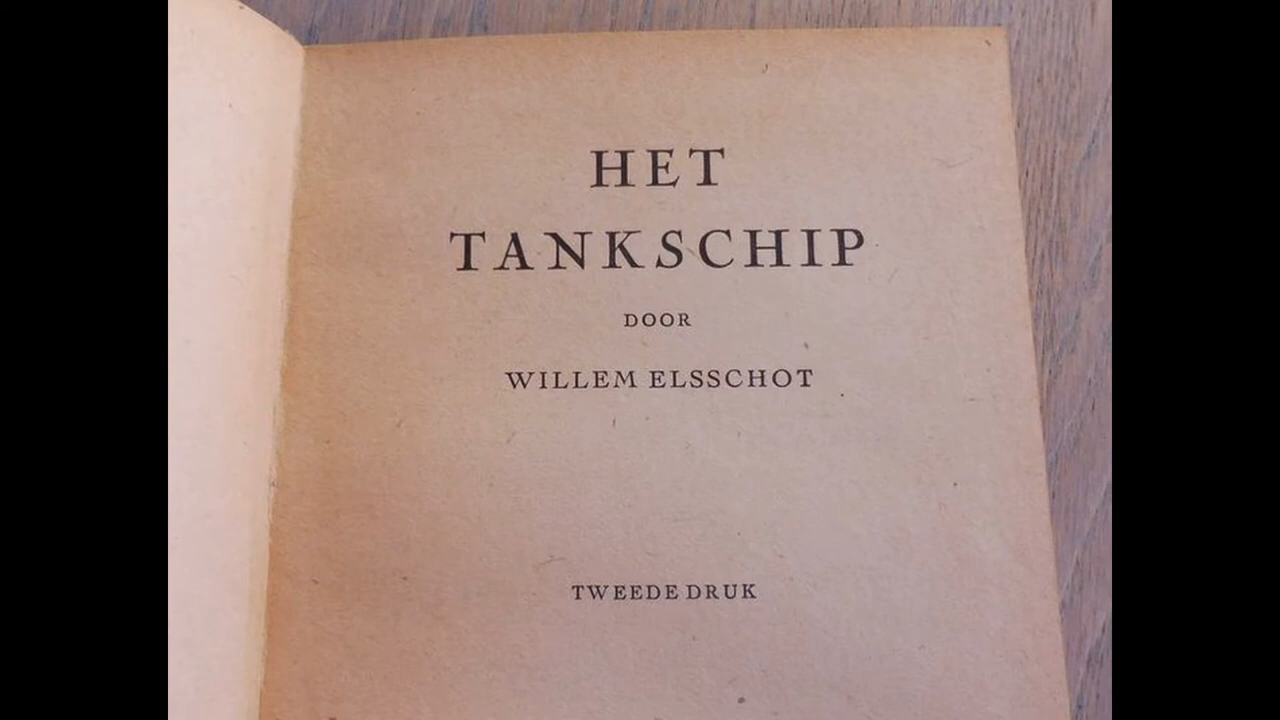 HET
TANKSCHIP
DOOR
WILLEM ELSSCHOT
TWEEDE DRUK